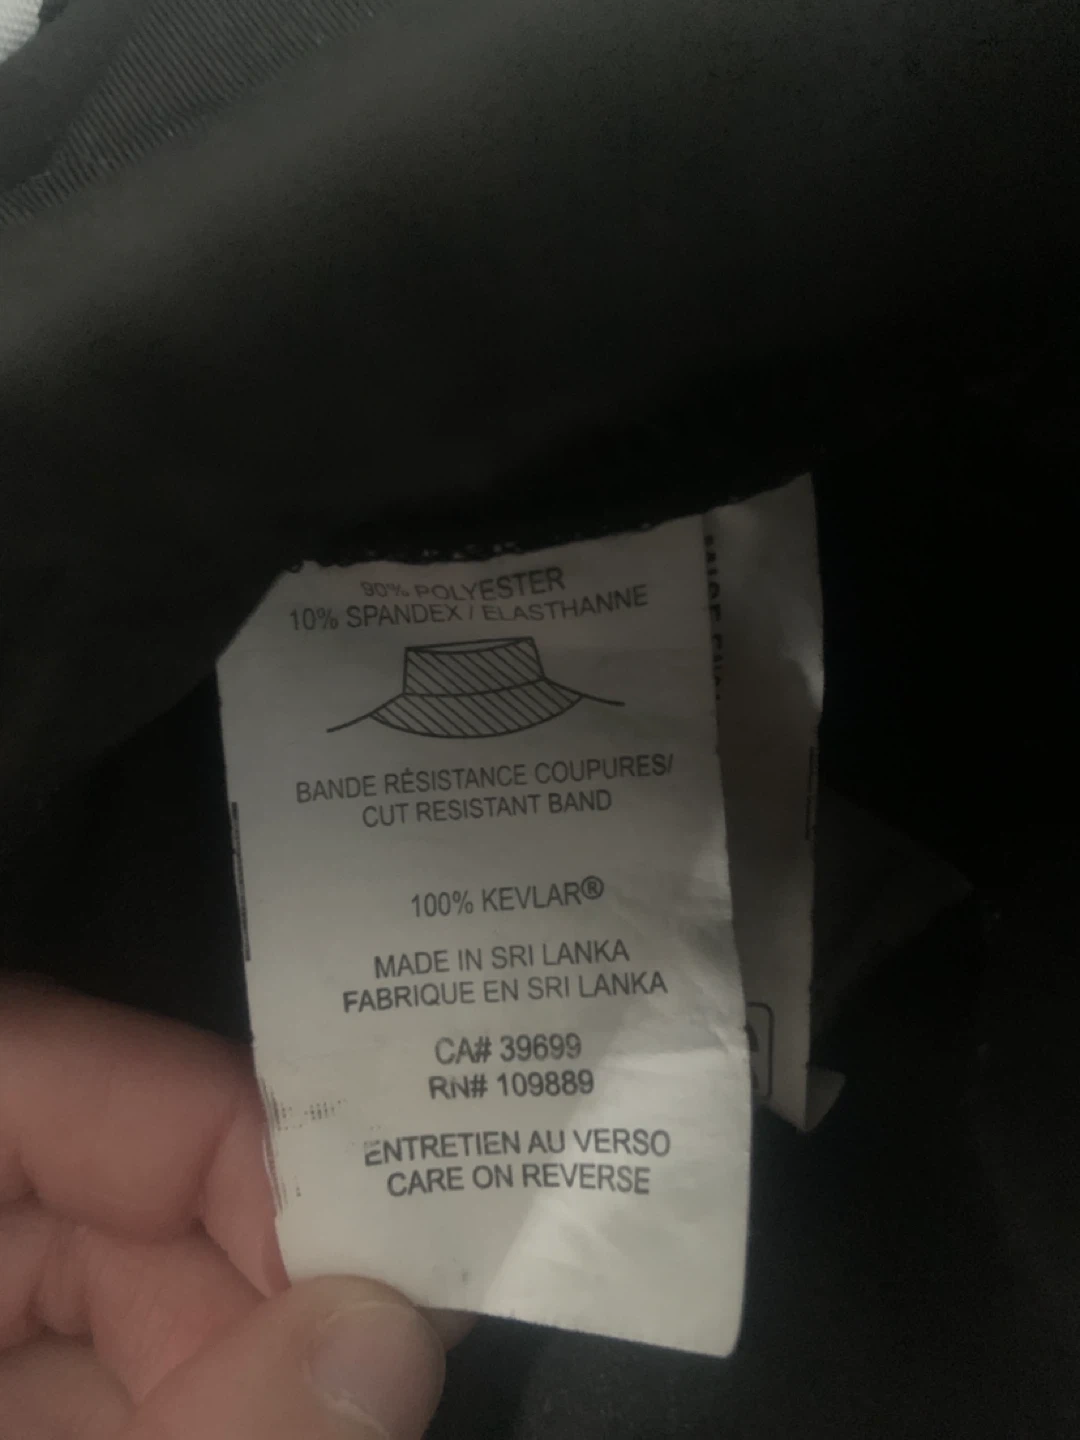 90% POLYESTER
10% SPANDEX / ELASTHANNE
BANDE RÉSISTANCE COUPURES/
CUT RESISTANT BAND
100% KEVLAR®
MADE IN SRI LANKA
FABRIQUE EN SRI LANKA
CA# 39699
RN# 109889
ENTRETIEN AU VERSO
CARE ON REVERSE